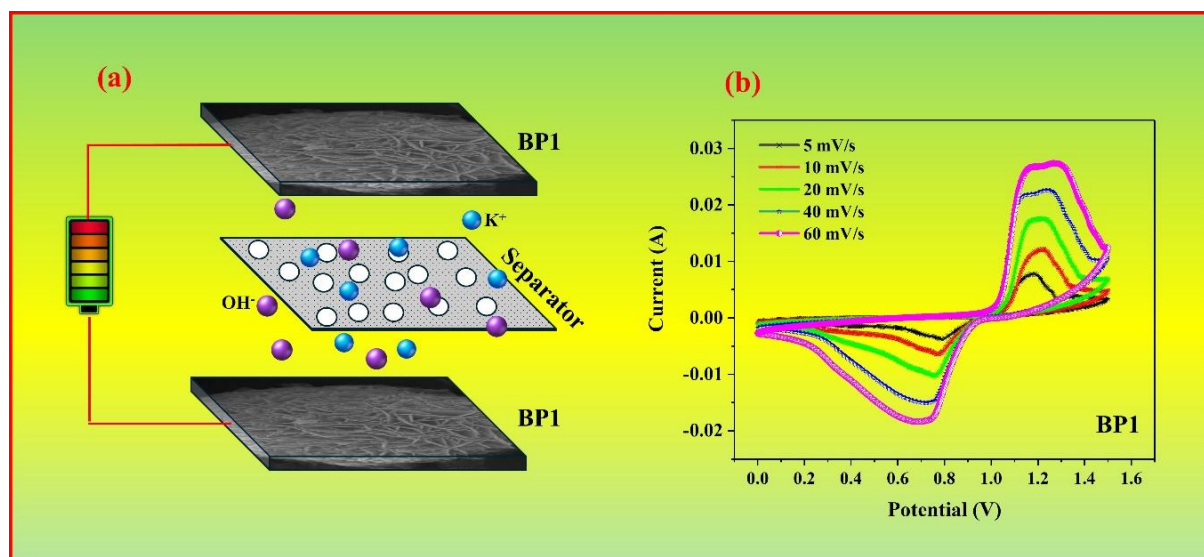 (a)
BP1
K+
Separator
OH-
BP1
(b)
5 mV/s
10 mV/s
20 mV/s
40 mV/s
60 mV/s
0.03
0.02
0.01
0.00
-0.01
-0.02
Current (A)
BP1
0.0 0.2 0.4 0.6 0.8 1.0 1.2 1.4 1.6
Potential (V)